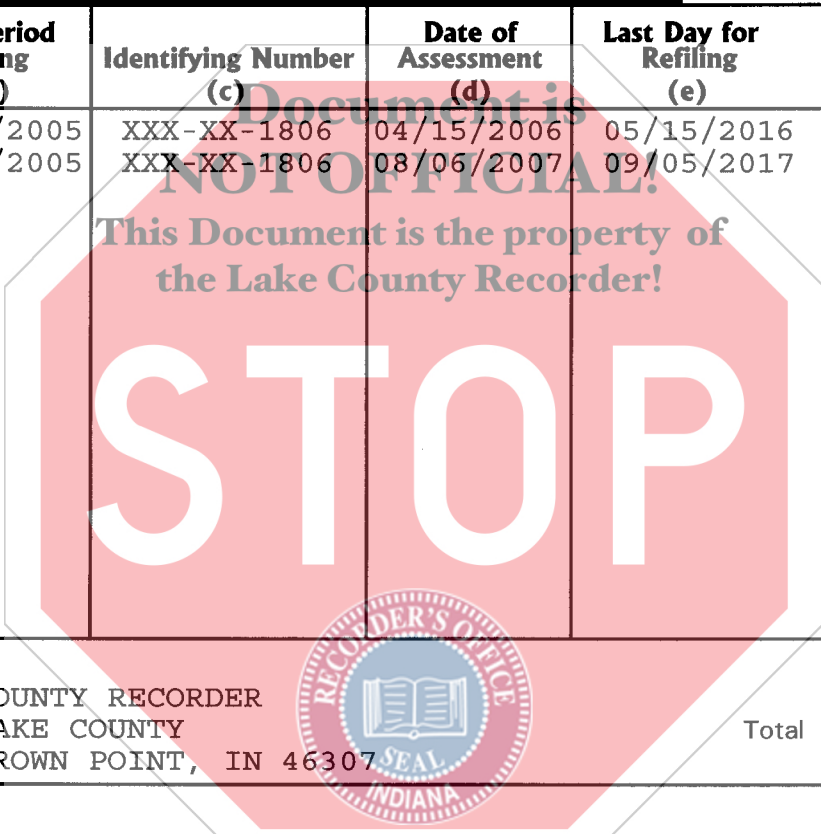 eriod
ng Identifying Number Date of Assessment Last Day for Refiling
) (c) (d) (e)
/2005 XXX-XX-1806 04/15/2006 05/15/2016
/2005 XXX-XX-1806 08/06/2007 09/05/2017
Document is
NOT OFFICIAL!
This Document is the property of
the Lake County Recorder!
STOP
OUNTY RECORDER
AKE COUNTY
ROWN POINT, IN 46307
Total
RECORDER'S OFFICE
SEAL
INDIANA